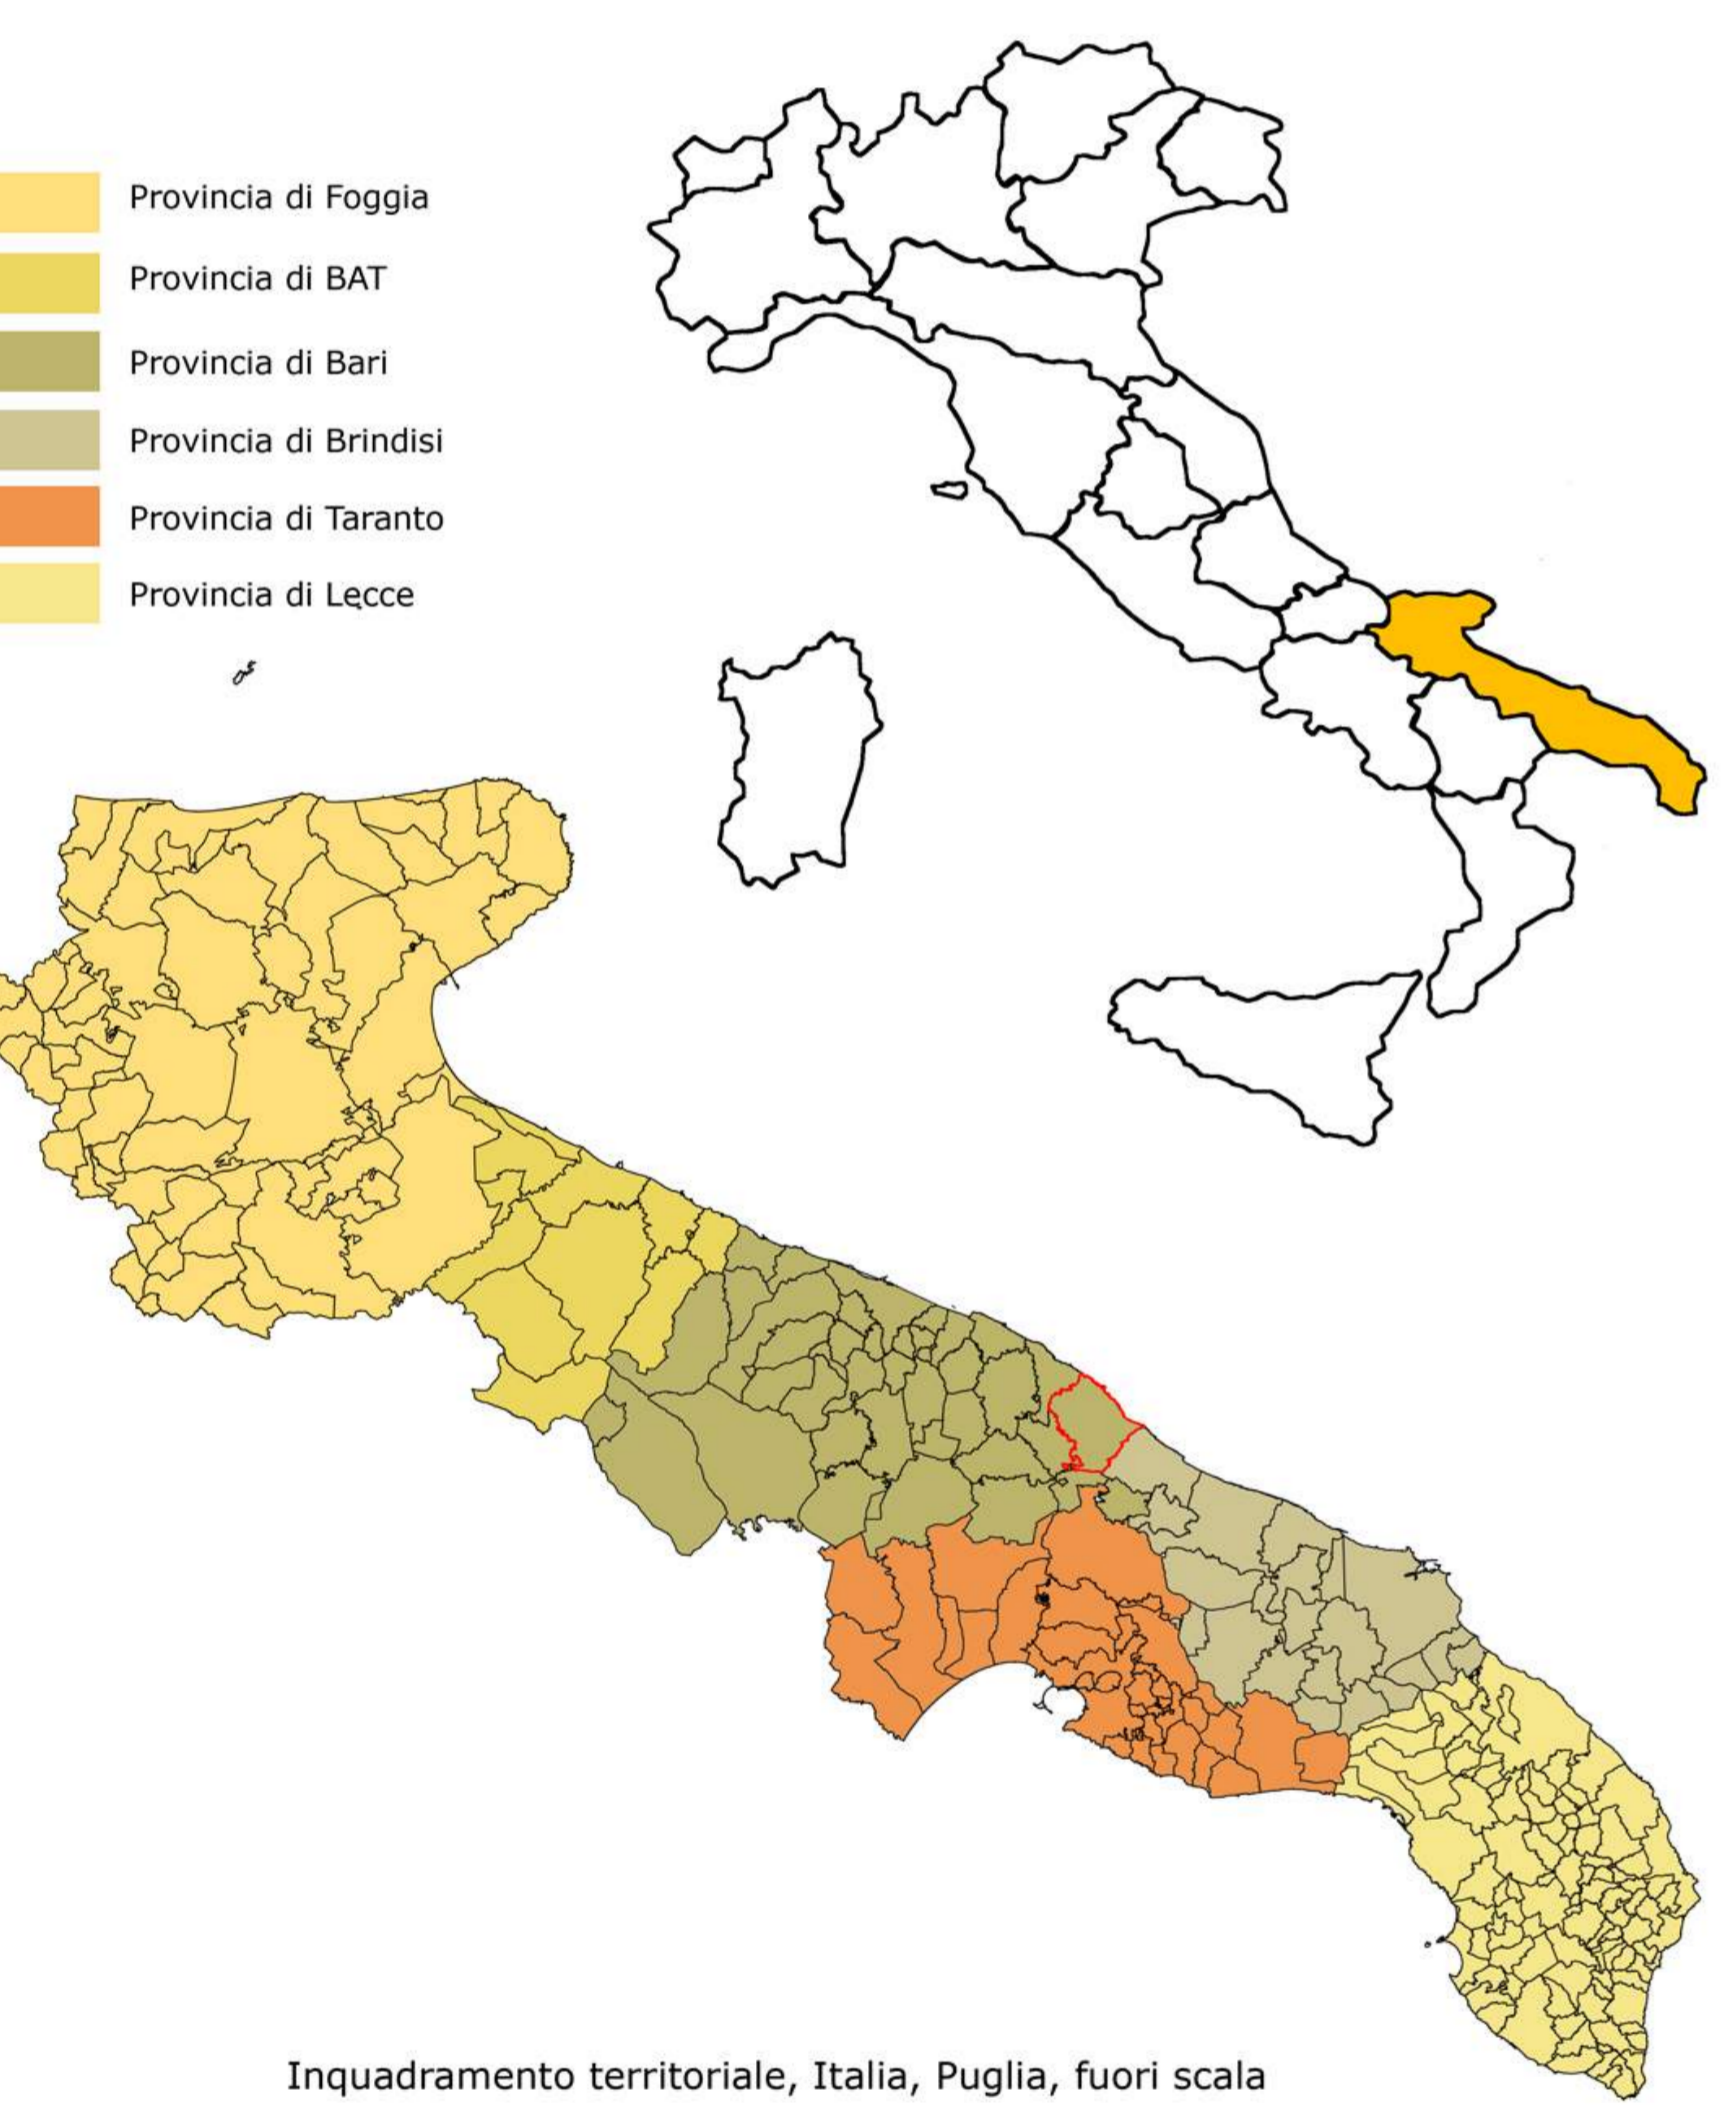 Provincia di Foggia
Provincia di BAT
Provincia di Bari
Provincia di Brindisi
Provincia di Taranto
Provincia di Lecce
Inquadramento territoriale, Italia, Puglia, fuori scala